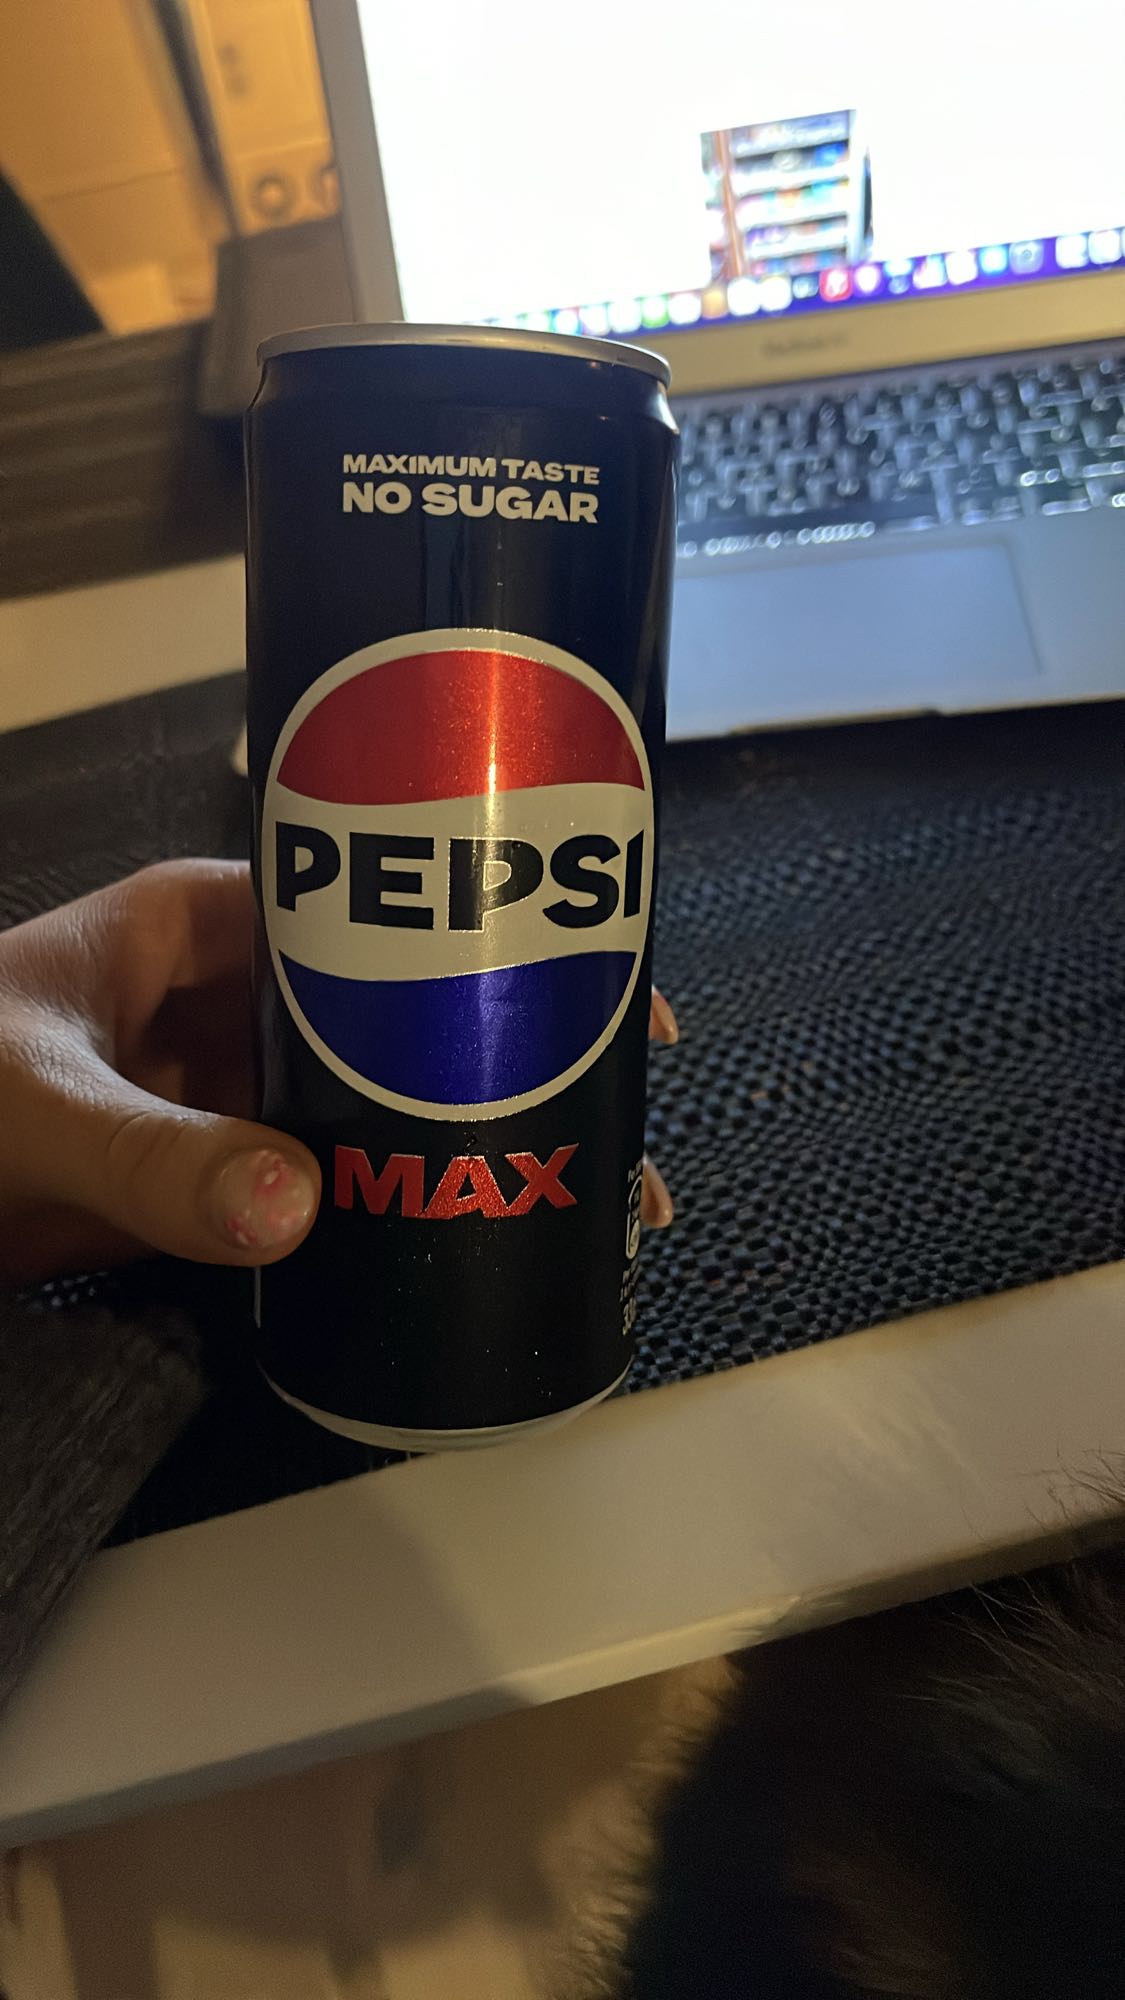 MAXIMUM TASTE
NO SUGAR
PEPSI
MAX